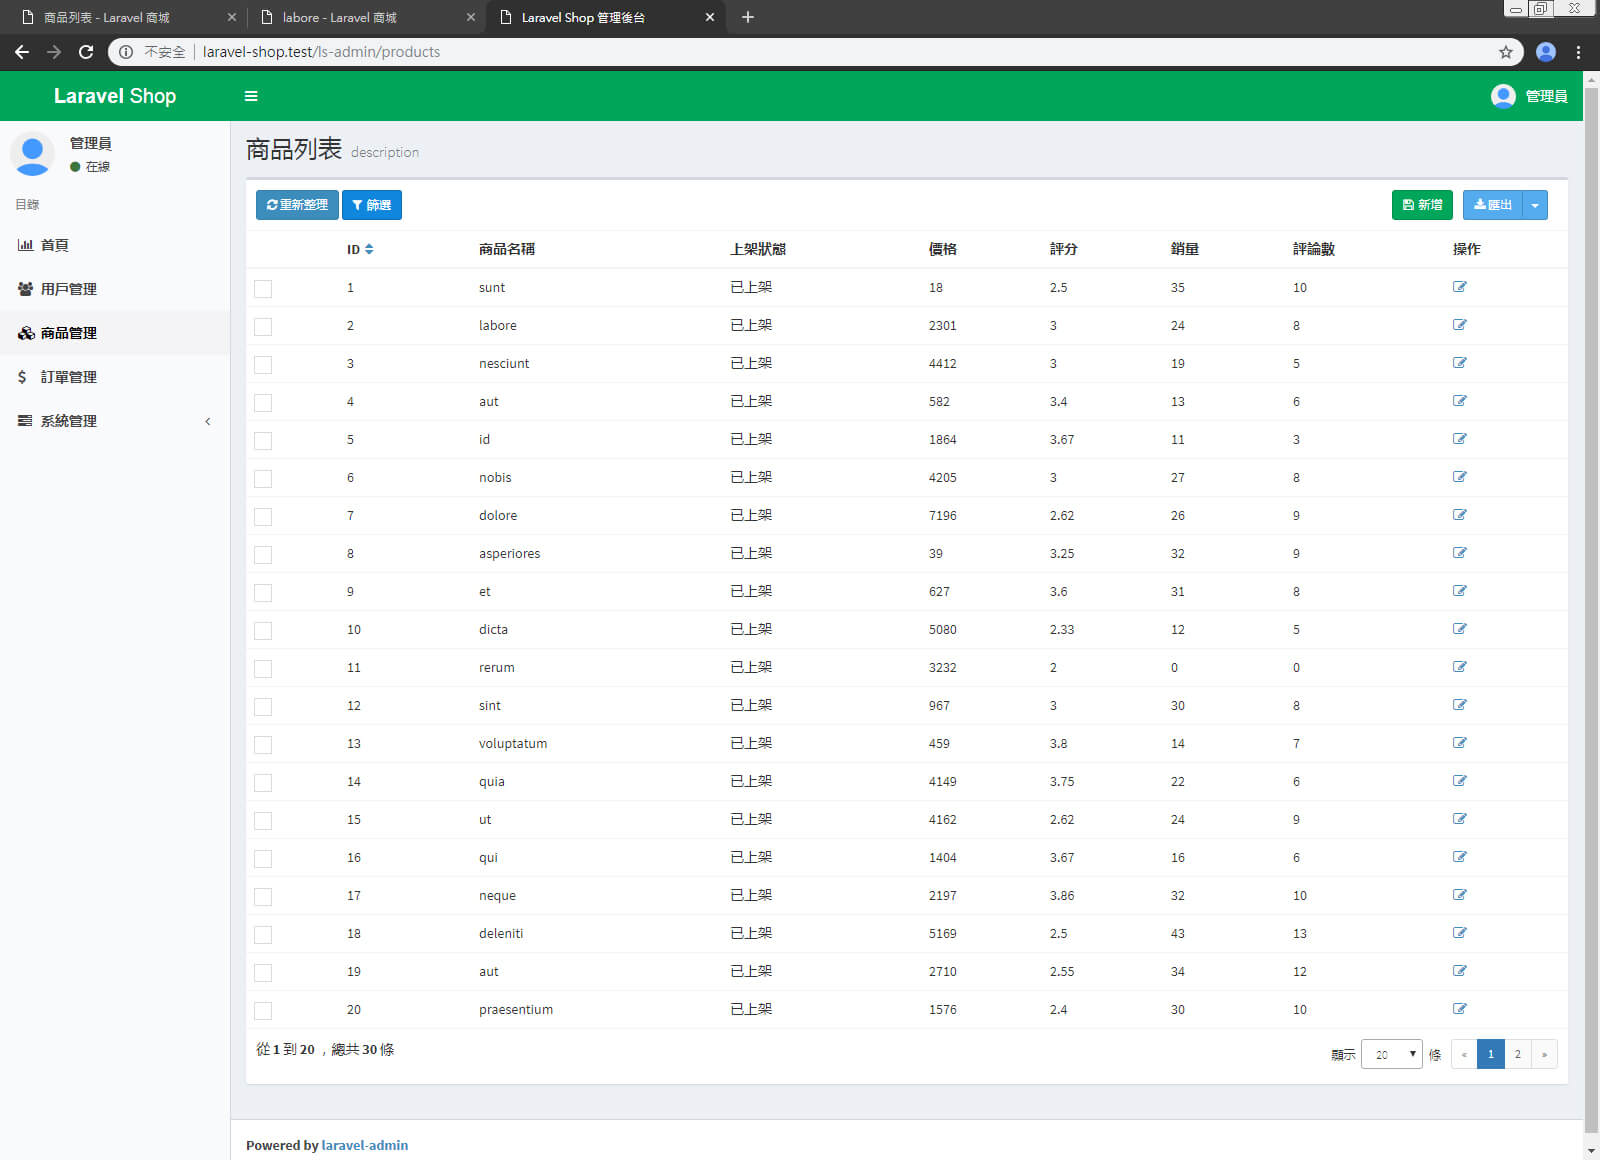 商品列表 - Laravel 商城
labore - Laravel 商城
Laravel Shop 管理後台
不安全 laravel-shop.test/ls-admin/products
Laravel Shop
管理員
管理員
在線
目錄
首頁
用戶管理
商品管理
$ 訂單管理
系統管理
商品列表 description
重新整理 篩選 新增 匯出
ID 商品名稱 上架狀態 價格 評分 銷量 評論數 操作
1 sunt 已上架 18 2.5 35 10
2 labore 已上架 2301 3 24 8
3 nesciunt 已上架 4412 3 19 5
4 aut 已上架 582 3.4 13 6
5 id 已上架 1864 3.67 11 3
6 nobis 已上架 4205 3 27 8
7 dolore 已上架 7196 2.62 26 9
8 asperiores 已上架 39 3.25 32 9
9 et 已上架 627 3.6 31 8
10 dicta 已上架 5080 2.33 12 5
11 rerum 已上架 3232 2 0 0
12 sint 已上架 967 3 30 8
13 voluptatum 已上架 459 3.8 14 7
14 quia 已上架 4149 3.75 22 6
15 ut 已上架 4162 2.62 24 9
16 qui 已上架 1404 3.67 16 6
17 neque 已上架 2197 3.86 32 10
18 deleniti 已上架 5169 2.5 43 13
19 aut 已上架 2710 2.55 34 12
20 praesentium 已上架 1576 2.4 30 10
從 1 到 20 ，總共 30 條
顯示 20 條 « 1 2 »
Powered by laravel-admin